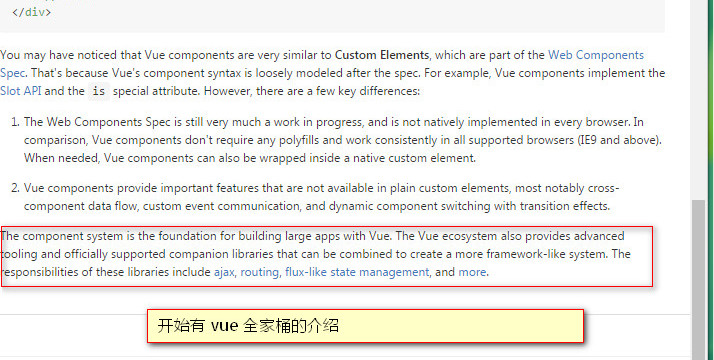 </div>
You may have noticed that Vue components are very similar to Custom Elements, which are part of the Web Components
Spec. That's because Vue's component syntax is loosely modeled after the spec. For example, Vue components implement the
Slot API and the is special attribute. However, there are a few key differences:
1. The Web Components Spec is still very much a work in progress, and is not natively implemented in every browser. In
comparison, Vue components don't require any polyfills and work consistently in all supported browsers (IE9 and above).
When needed, Vue components can also be wrapped inside a native custom element.
2. Vue components provide important features that are not available in plain custom elements, most notably cross-
component data flow, custom event communication, and dynamic component switching with transition effects.
The component system is the foundation for building large apps with Vue. The Vue ecosystem also provides advanced
tooling and officially supported companion libraries that can be combined to create a more framework-like system. The
responsibilities of these libraries include ajax, routing, flux-like state management, and more.
开始有 vue 全家桶的介绍